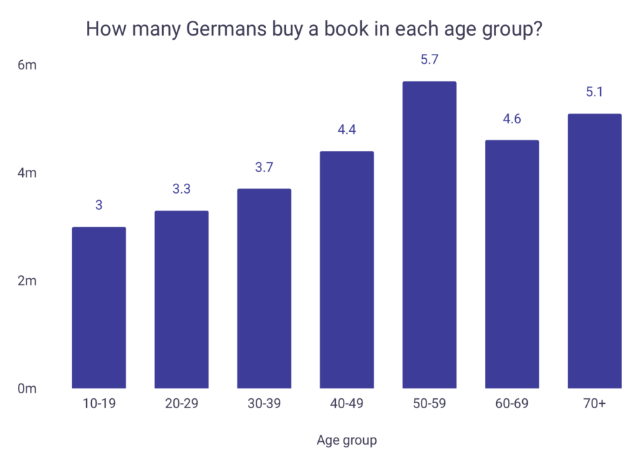 How many Germans buy a book in each age group?
6m
4m
2m
0m
3
3.3
3.7
4.4
5.7
4.6
5.1
10-19
20-29
30-39
40-49
50-59
60-69
70+
Age group